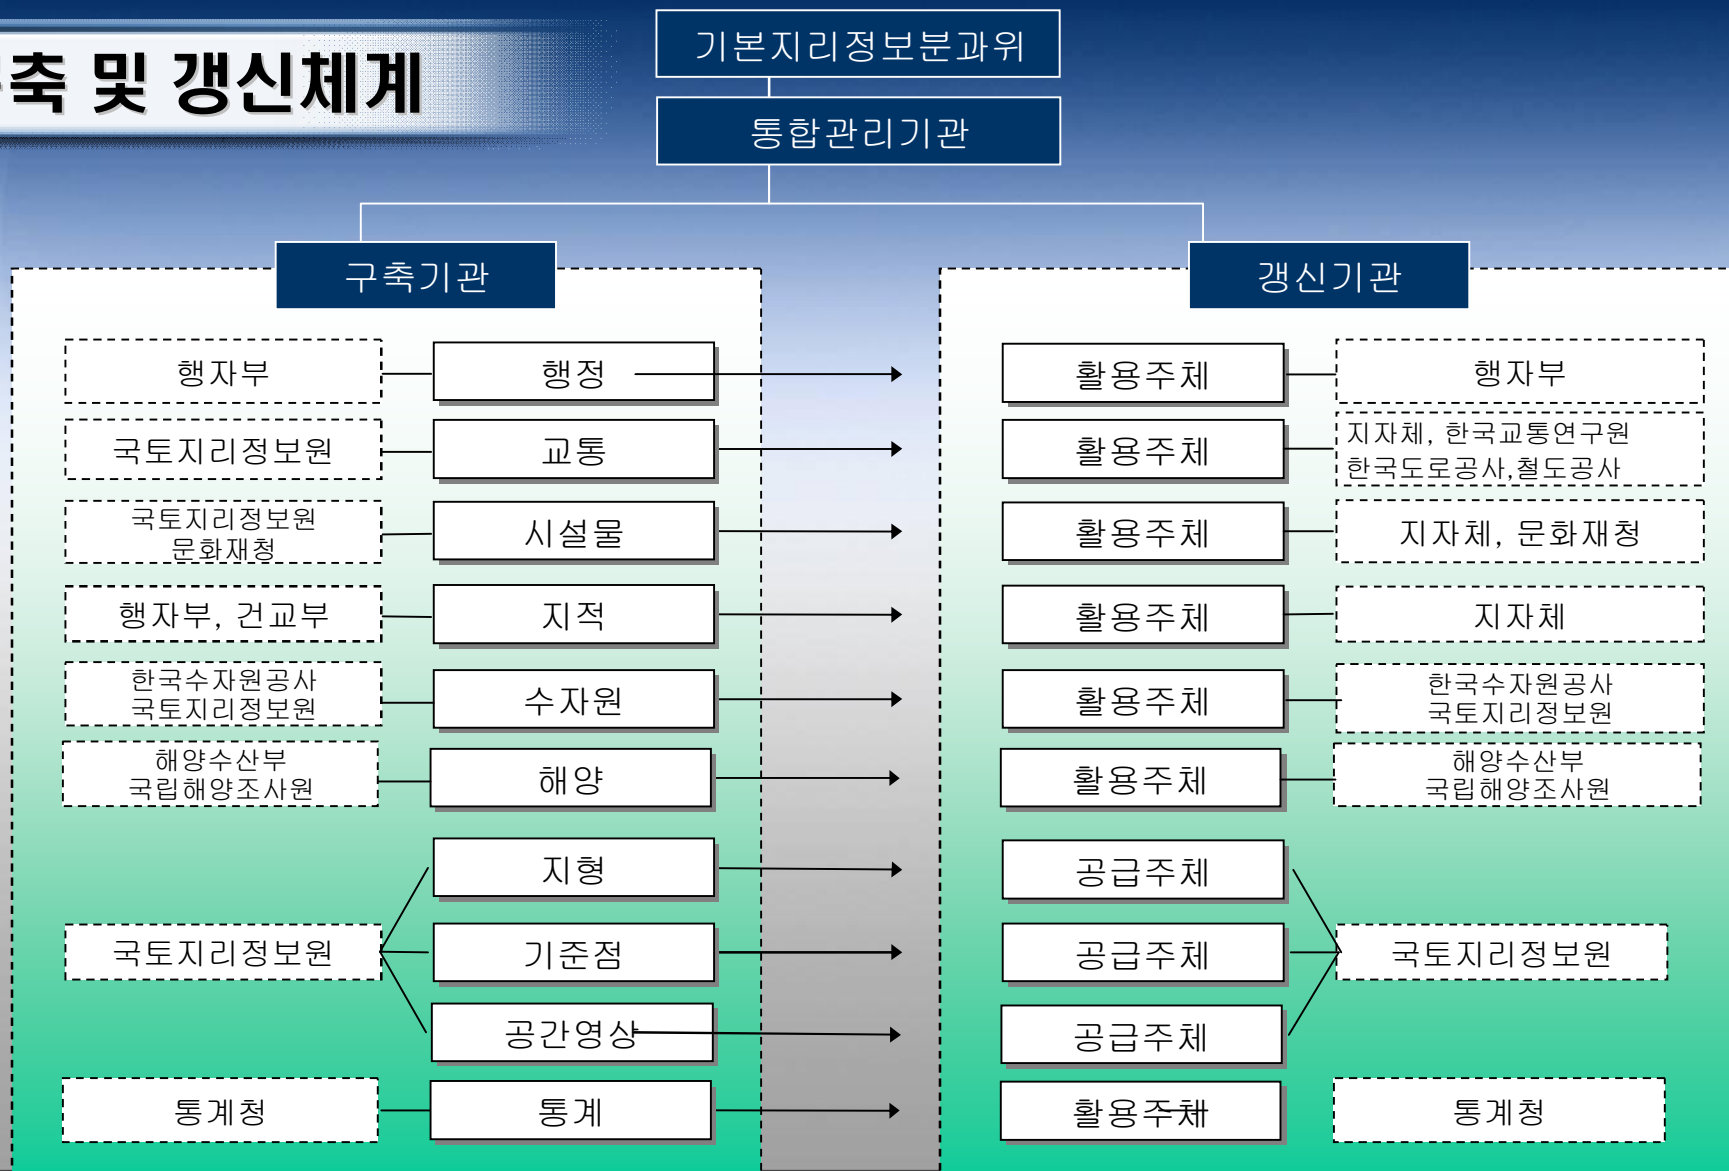 축 및 갱신체계
기본지리정보분과위
통합관리기관
구축기관
갱신기관
행자부
행정
활용주체
행자부
국토지리정보원
교통
활용주체
지자체, 한국교통연구원
한국도로공사,철도공사
국토지리정보원
문화재청
시설물
활용주체
지자체, 문화재청
행자부, 건교부
지적
활용주체
지자체
한국수자원공사
국토지리정보원
수자원
활용주체
한국수자원공사
국토지리정보원
해양수산부
국립해양조사원
해양
활용주체
해양수산부
국립해양조사원
지형
공급주체
국토지리정보원
기준점
공급주체
국토지리정보원
공간영상
공급주체
통계청
통계
활용주체
통계청